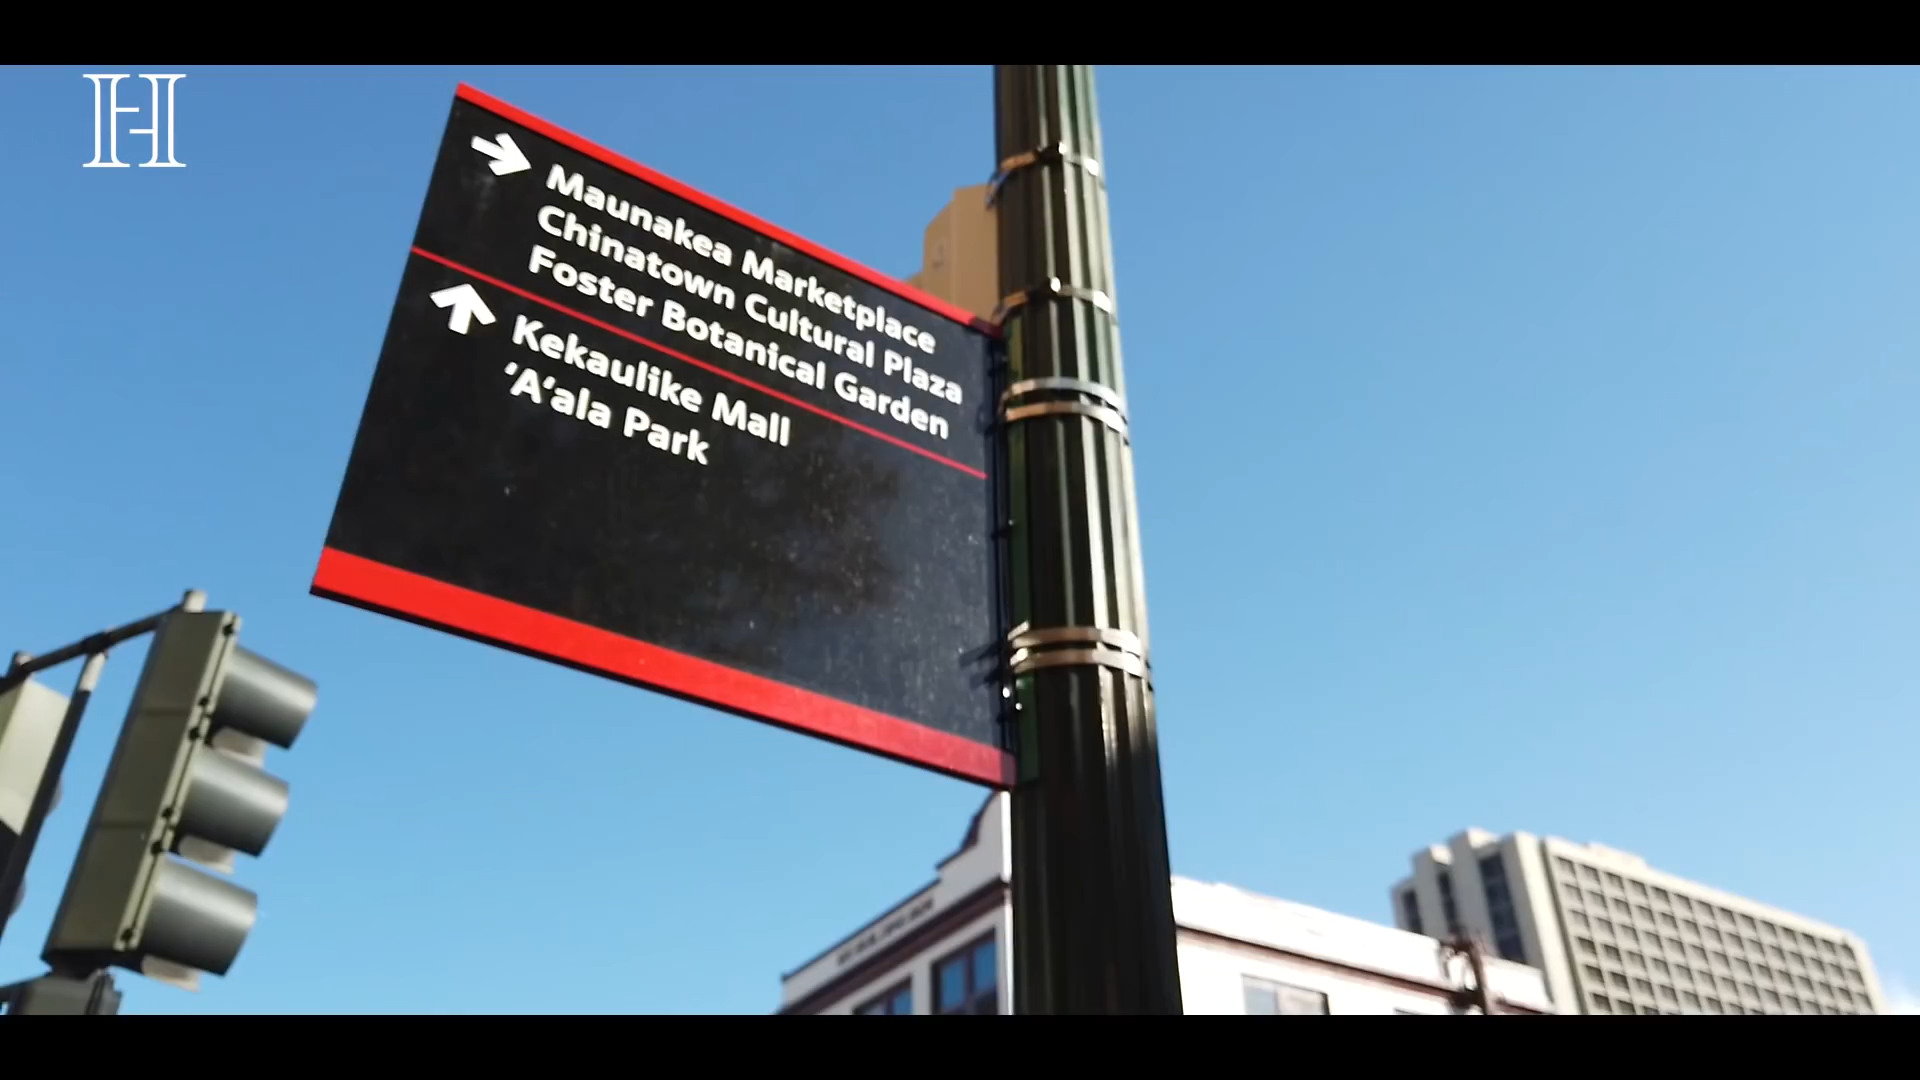 H
Maunakea Marketplace
Chinatown Cultural Plaza
Foster Botanical Garden
Kekaulike Mall
'A'ala Park